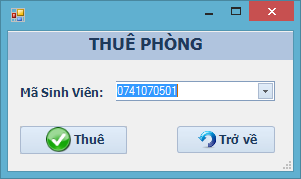 THUÊ PHÒNG
Mã Sinh Viên: 0741070501
Thuê Trở về